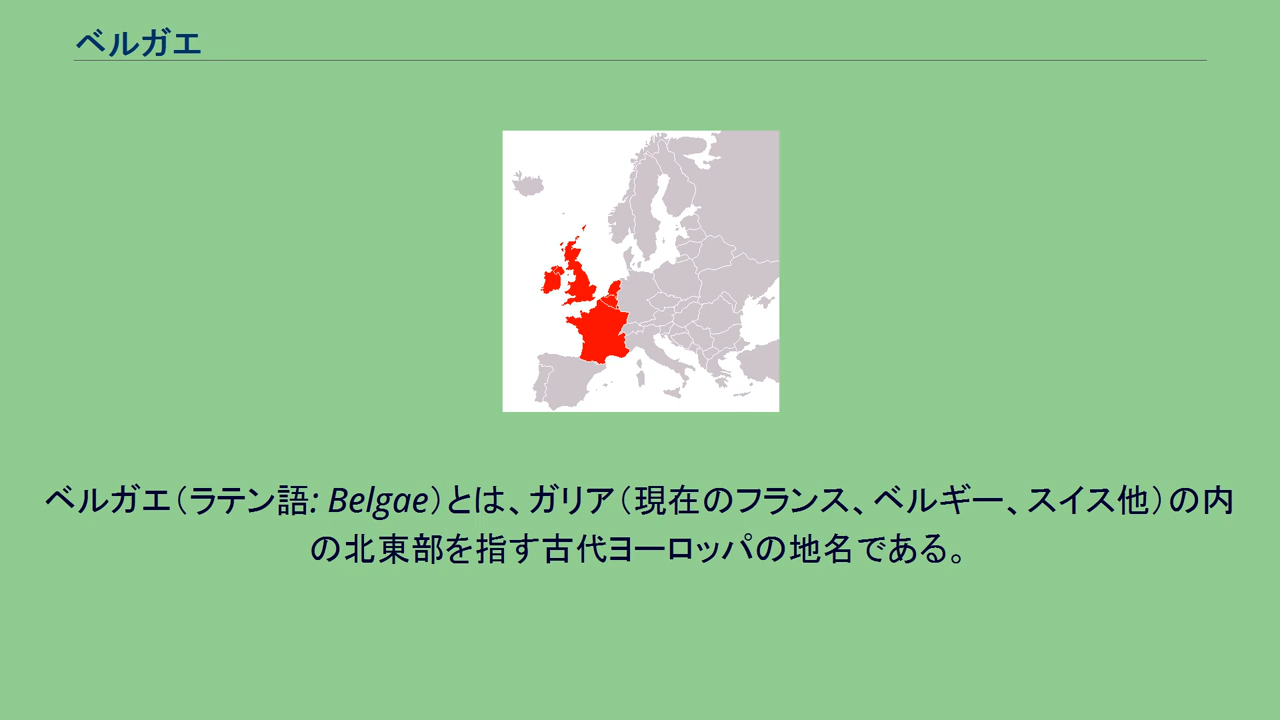 ベルガエ
ベルガエ（ラテン語: Belgae）とは、ガリア（現在のフランス、ベルギー、スイス他）の内
の北東部を指す古代ヨーロッパの地名である。